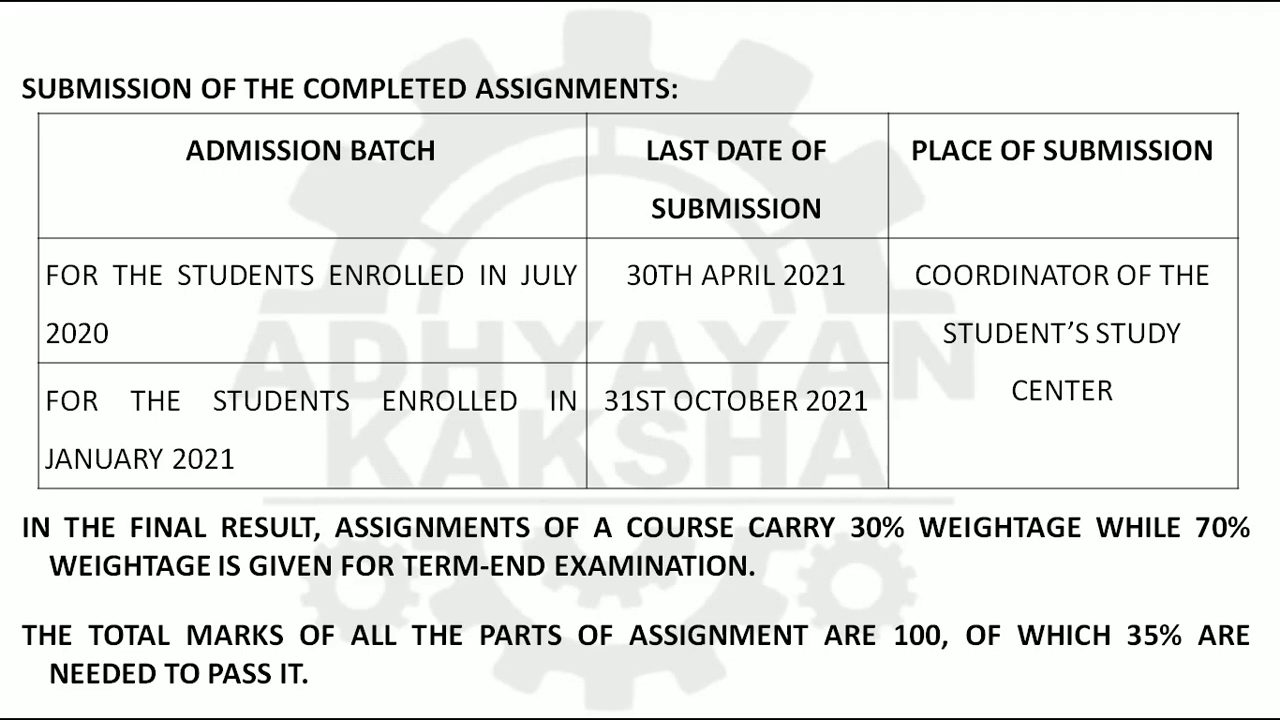 SUBMISSION OF THE COMPLETED ASSIGNMENTS:
ADMISSION BATCH
LAST DATE OF
SUBMISSION
PLACE OF SUBMISSION
FOR THE STUDENTS ENROLLED IN JULY
2020
30TH APRIL 2021
COORDINATOR OF THE
STUDENT’S STUDY
CENTER
FOR THE STUDENTS ENROLLED IN
JANUARY 2021
31ST OCTOBER 2021
ADHYAYAN
KAKSHA
IN THE FINAL RESULT, ASSIGNMENTS OF A COURSE CARRY 30% WEIGHTAGE WHILE 70%
WEIGHTAGE IS GIVEN FOR TERM-END EXAMINATION.
THE TOTAL MARKS OF ALL THE PARTS OF ASSIGNMENT ARE 100, OF WHICH 35% ARE
NEEDED TO PASS IT.